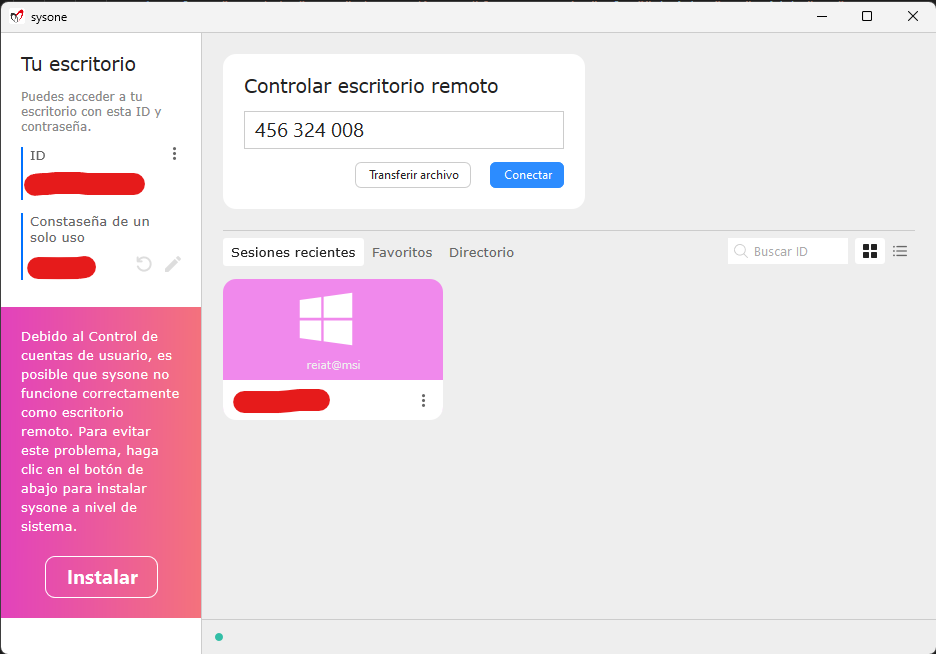 sysone
Tu escritorio
Puedes acceder a tu
escritorio con esta ID y
contraseña.
ID
Constaseña de un
solo uso
Debido al Control de
cuentas de usuario, es
posible que sysone no
funcione correctamente
como escritorio
remoto. Para evitar
este problema, haga
clic en el botón de
abajo para instalar
sysone a nivel de
sistema.
Instalar
Controlar escritorio remoto
456 324 008
Transferir archivo
Conectar
Sesiones recientes
Favoritos
Directorio
Buscar ID
reiat@msi